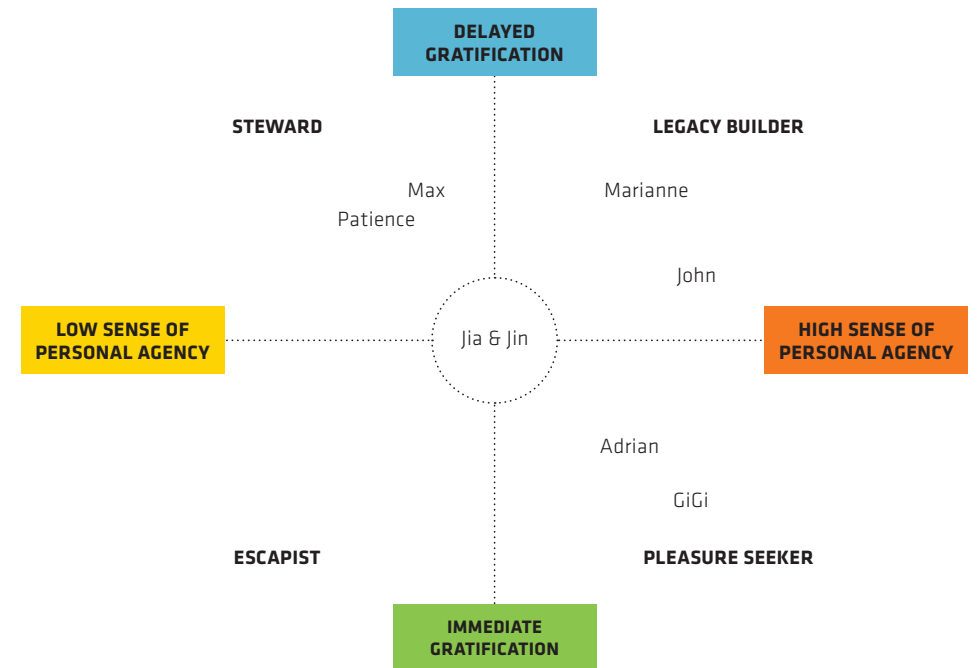 DELAYED
GRATIFICATION
STEWARD
LEGACY BUILDER
Max
Marianne
Patience
John
LOW SENSE OF
PERSONAL AGENCY
Jia & Jin
HIGH SENSE OF
PERSONAL AGENCY
Adrian
GiGi
ESCAPIST
PLEASURE SEEKER
IMMEDIATE
GRATIFICATION